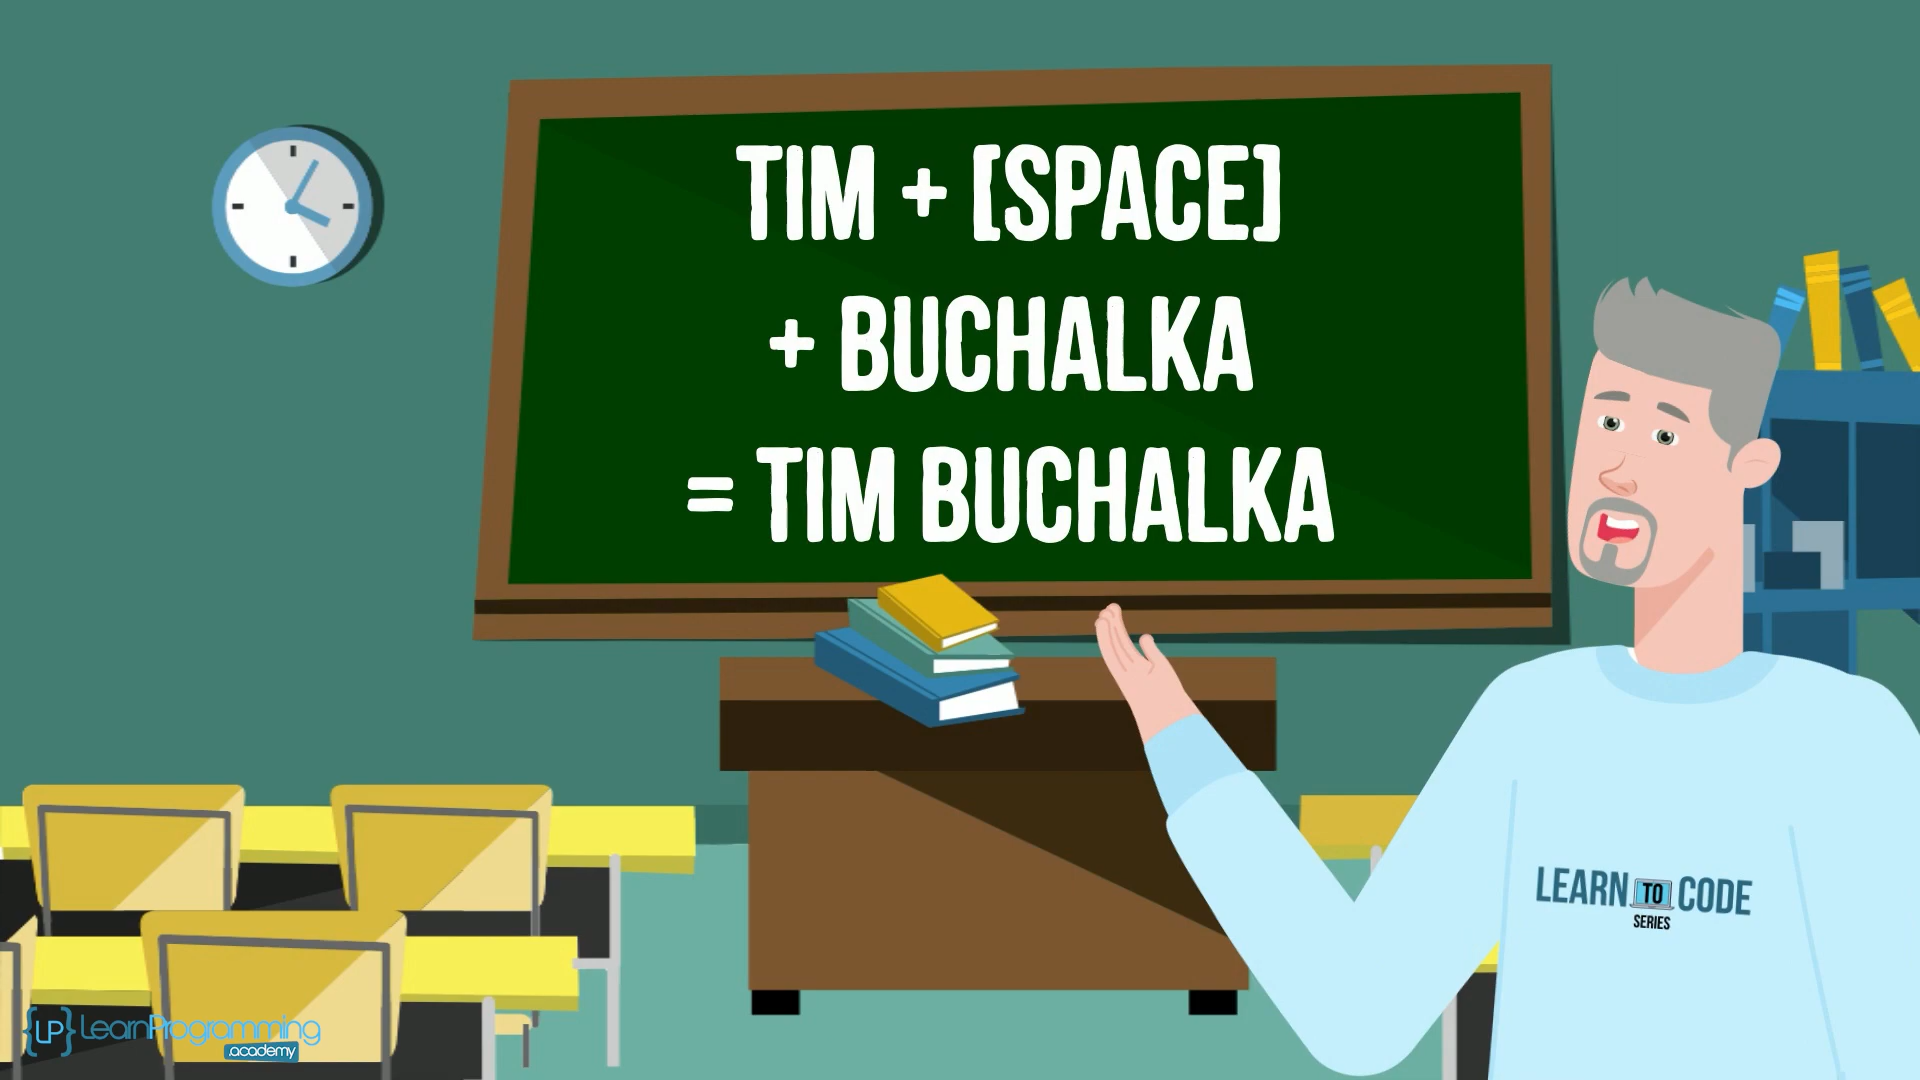 TIM + [SPACE]
+ BUCHALKA
= TIM BUCHALKA
LEARN TO CODE
SERIES
{LP} LearnProgramming
.academy